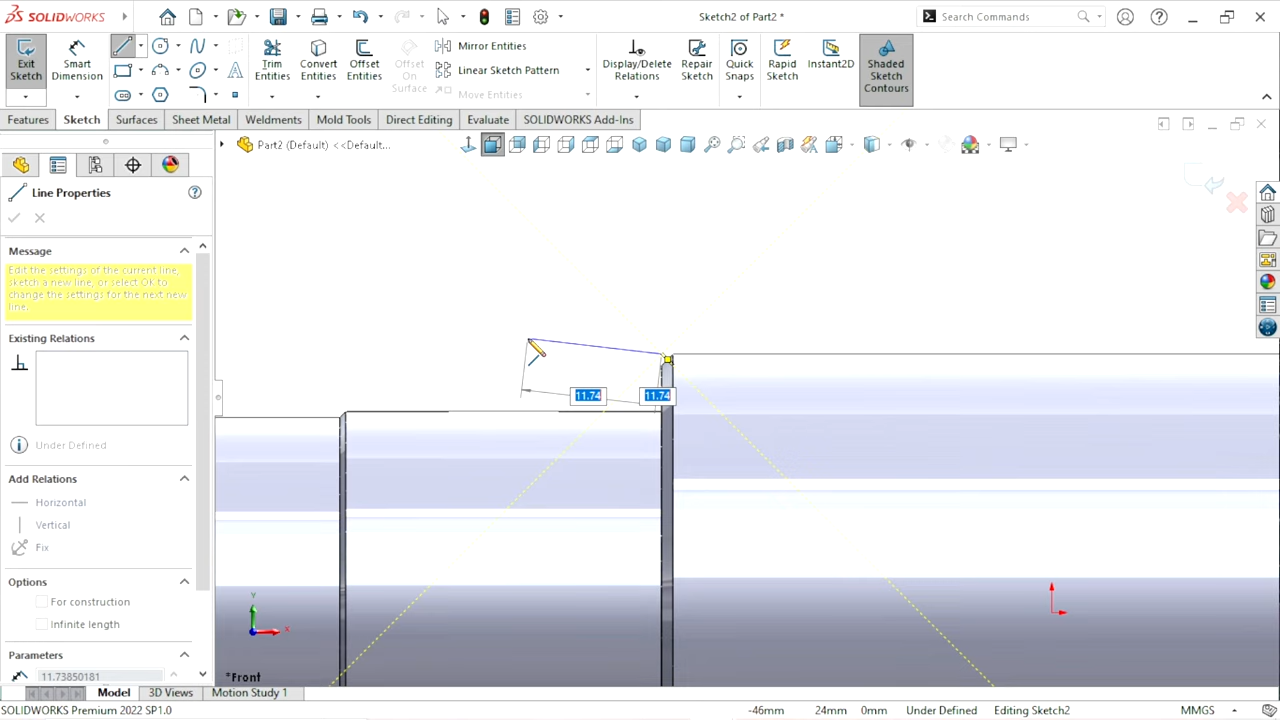 SOLIDWORKS
Sketch2 of Part2 *
Search Commands
Exit Sketch
Smart Dimension
Trim Entities
Convert Entities
Offset Entities
Offset On Surface
Mirror Entities
Linear Sketch Pattern
Move Entities
Display/Delete Relations
Repair Sketch
Quick Snaps
Rapid Sketch
Instant2D
Shaded Sketch Contours
Features
Sketch
Surfaces
Sheet Metal
Weldments
Mold Tools
Direct Editing
Evaluate
SOLIDWORKS Add-Ins
Part2 (Default) <<Default...
Line Properties
Message
Edit the settings of the current line,
sketch a new line, or select OK to
change the settings for the next new
line.
Existing Relations
Under Defined
Add Relations
Horizontal
Vertical
Fix
Options
For construction
Infinite length
Parameters
11.73850181
11.74
11.74
Y
X
*Front
Model
3D Views
Motion Study 1
SOLIDWORKS Premium 2022 SP1.0
-46mm
24mm
0mm
Under Defined
Editing Sketch2
MMGS